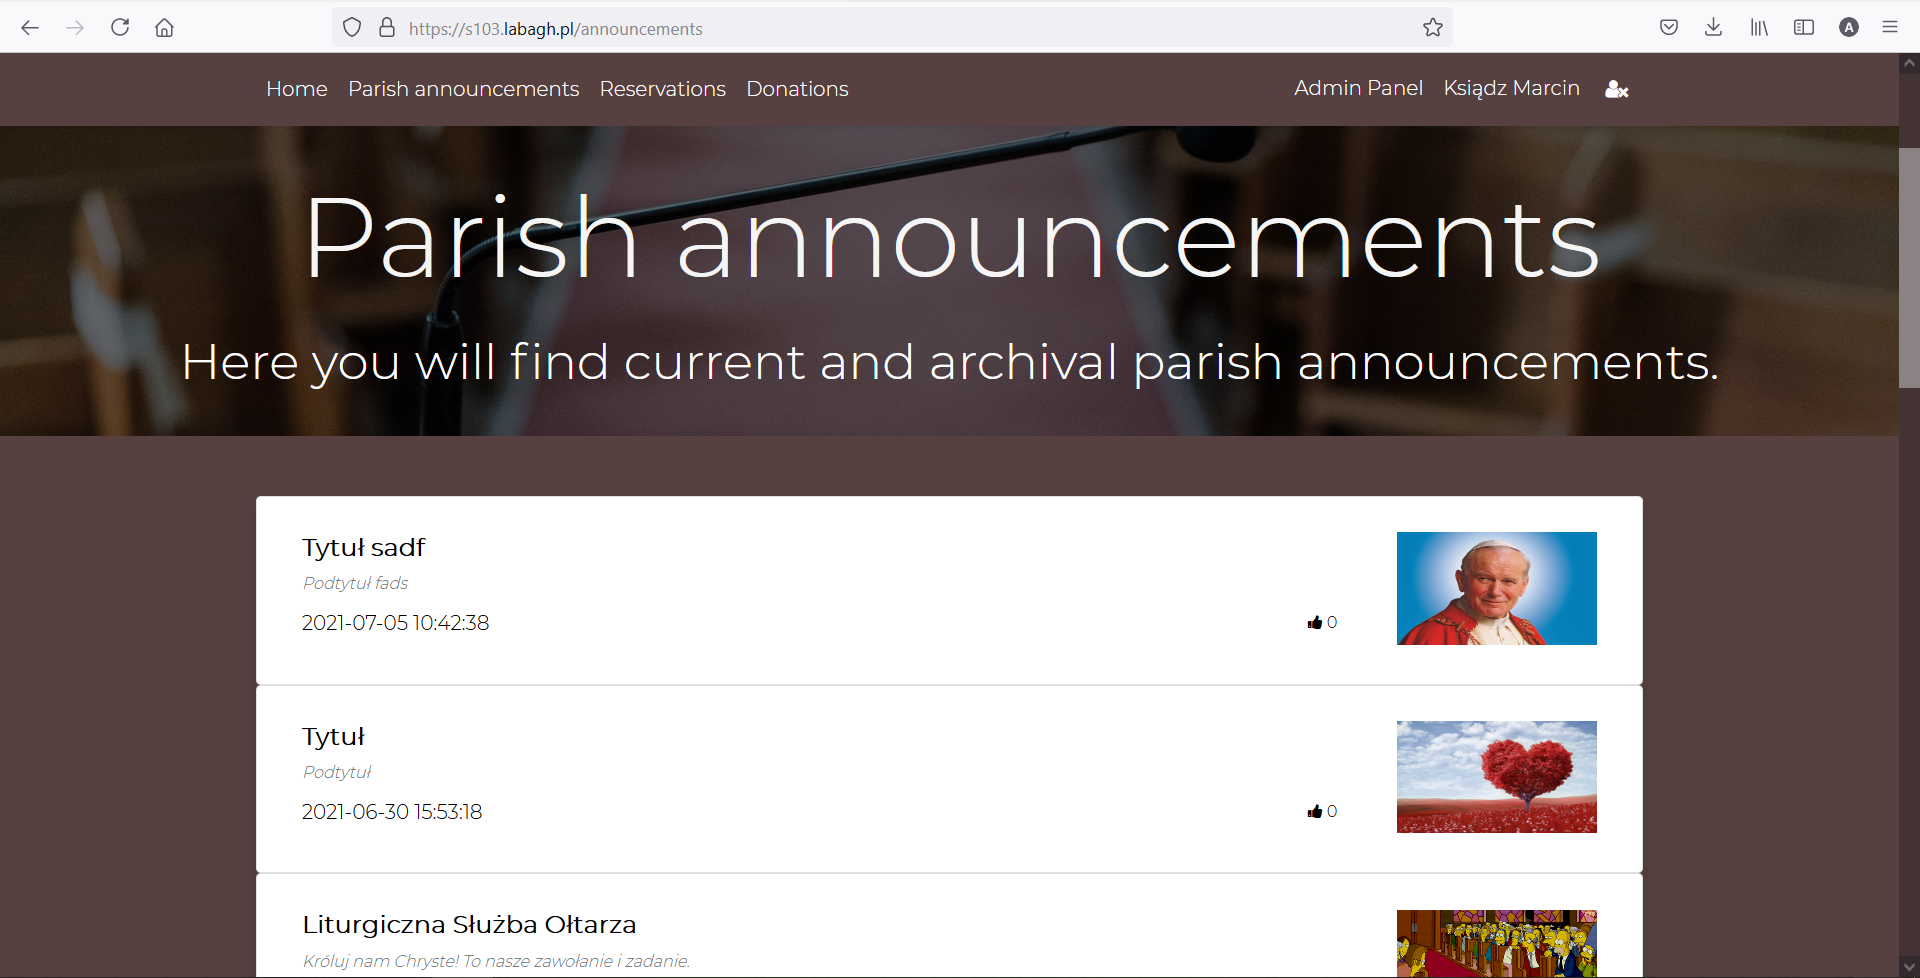 https://s103.labagh.pl/announcements
A
Home Parish announcements Reservations Donations Admin Panel Ksiądz Marcin
Parish announcements
Here you will find current and archival parish announcements.
Tytuł sadf
Podtytuł fads
2021-07-05 10:42:38 0
Tytuł
Podtytuł
2021-06-30 15:53:18 0
Liturgiczna Służba Ołtarza
Króluj nam Chryste! To nasze zawołanie i zadanie.